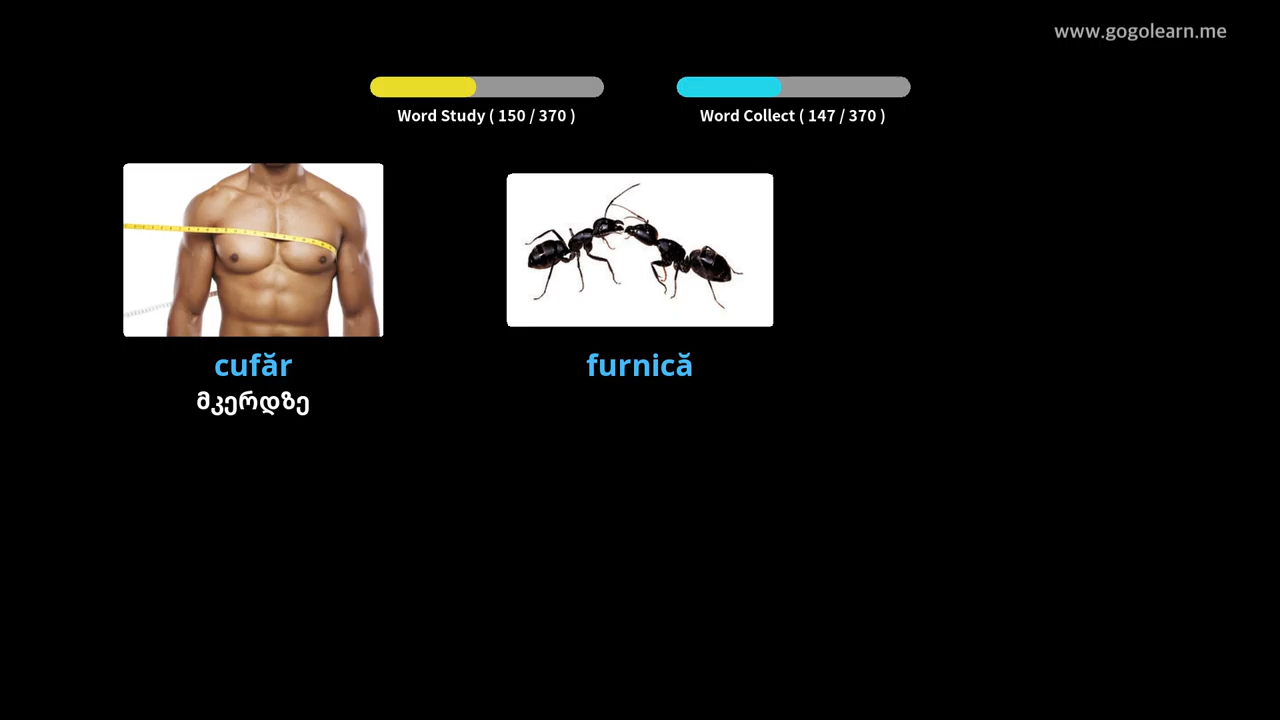 www.gogolearn.me
Word Study ( 150 / 370 )
Word Collect ( 147 / 370 )
cufăr
მკერდზე
furnică